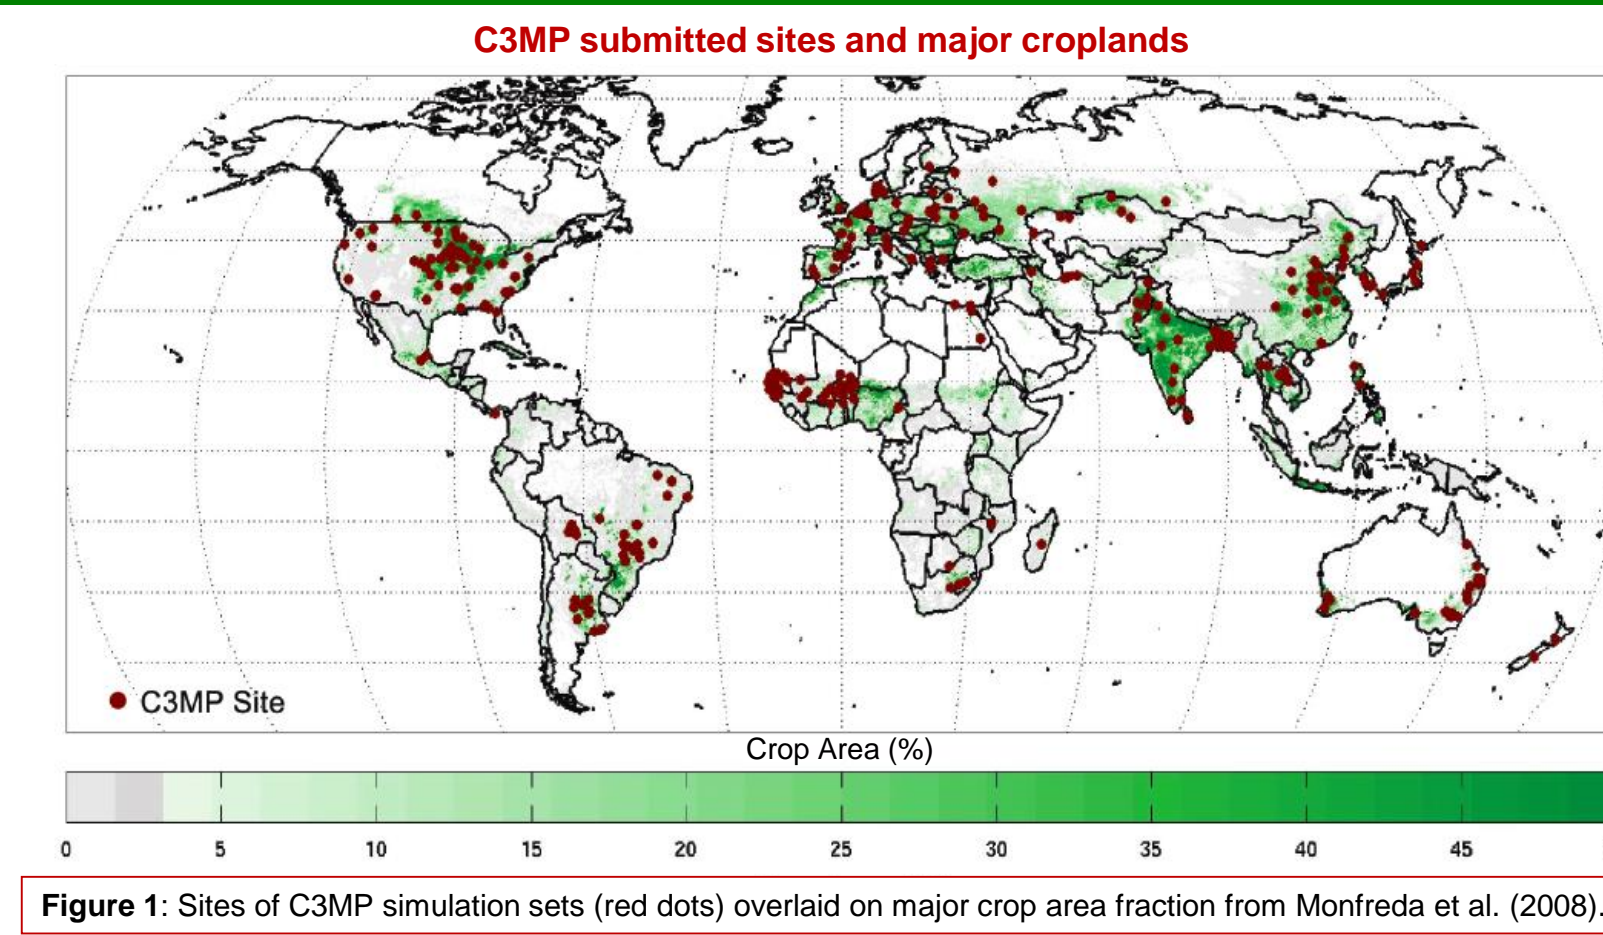 C3MP submitted sites and major croplands
C3MP Site
Crop Area (%)
0 5 10 15 20 25 30 35 40 45
Figure 1: Sites of C3MP simulation sets (red dots) overlaid on major crop area fraction from Monfreda et al. (2008).